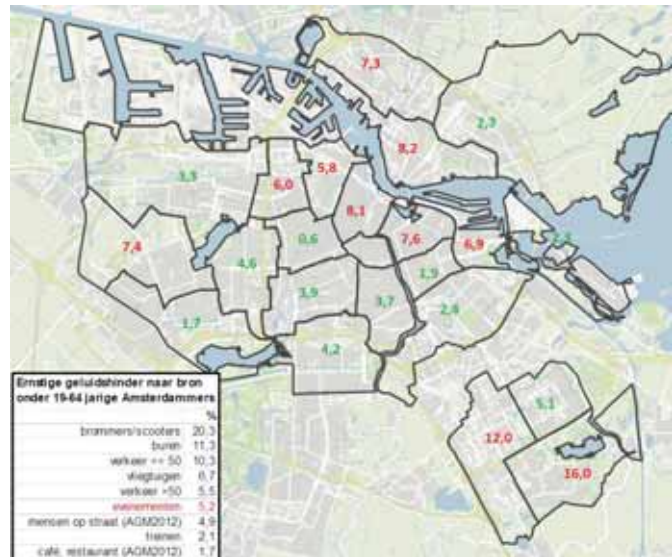 7,3
2,3
8,2
5,8
6,0
8,1
7,4
0,6
7,6
6,9
4,6
1,9
3,9
3,7
2,4
1,7
4,2
5,1
12,0
16,0
Ernstige geluidshinder naar bron
onder 19-64 jarige Amsterdammers
%
brommers/scooters 20,3
buren 11,3
verkeer <= 50 10,3
vliegtuigen 6,7
verkeer >50 5,5
evenementen 5,2
mensen op straat (AGM2012) 4,9
treinen 2,1
café, restaurant (AGM2012) 1,7